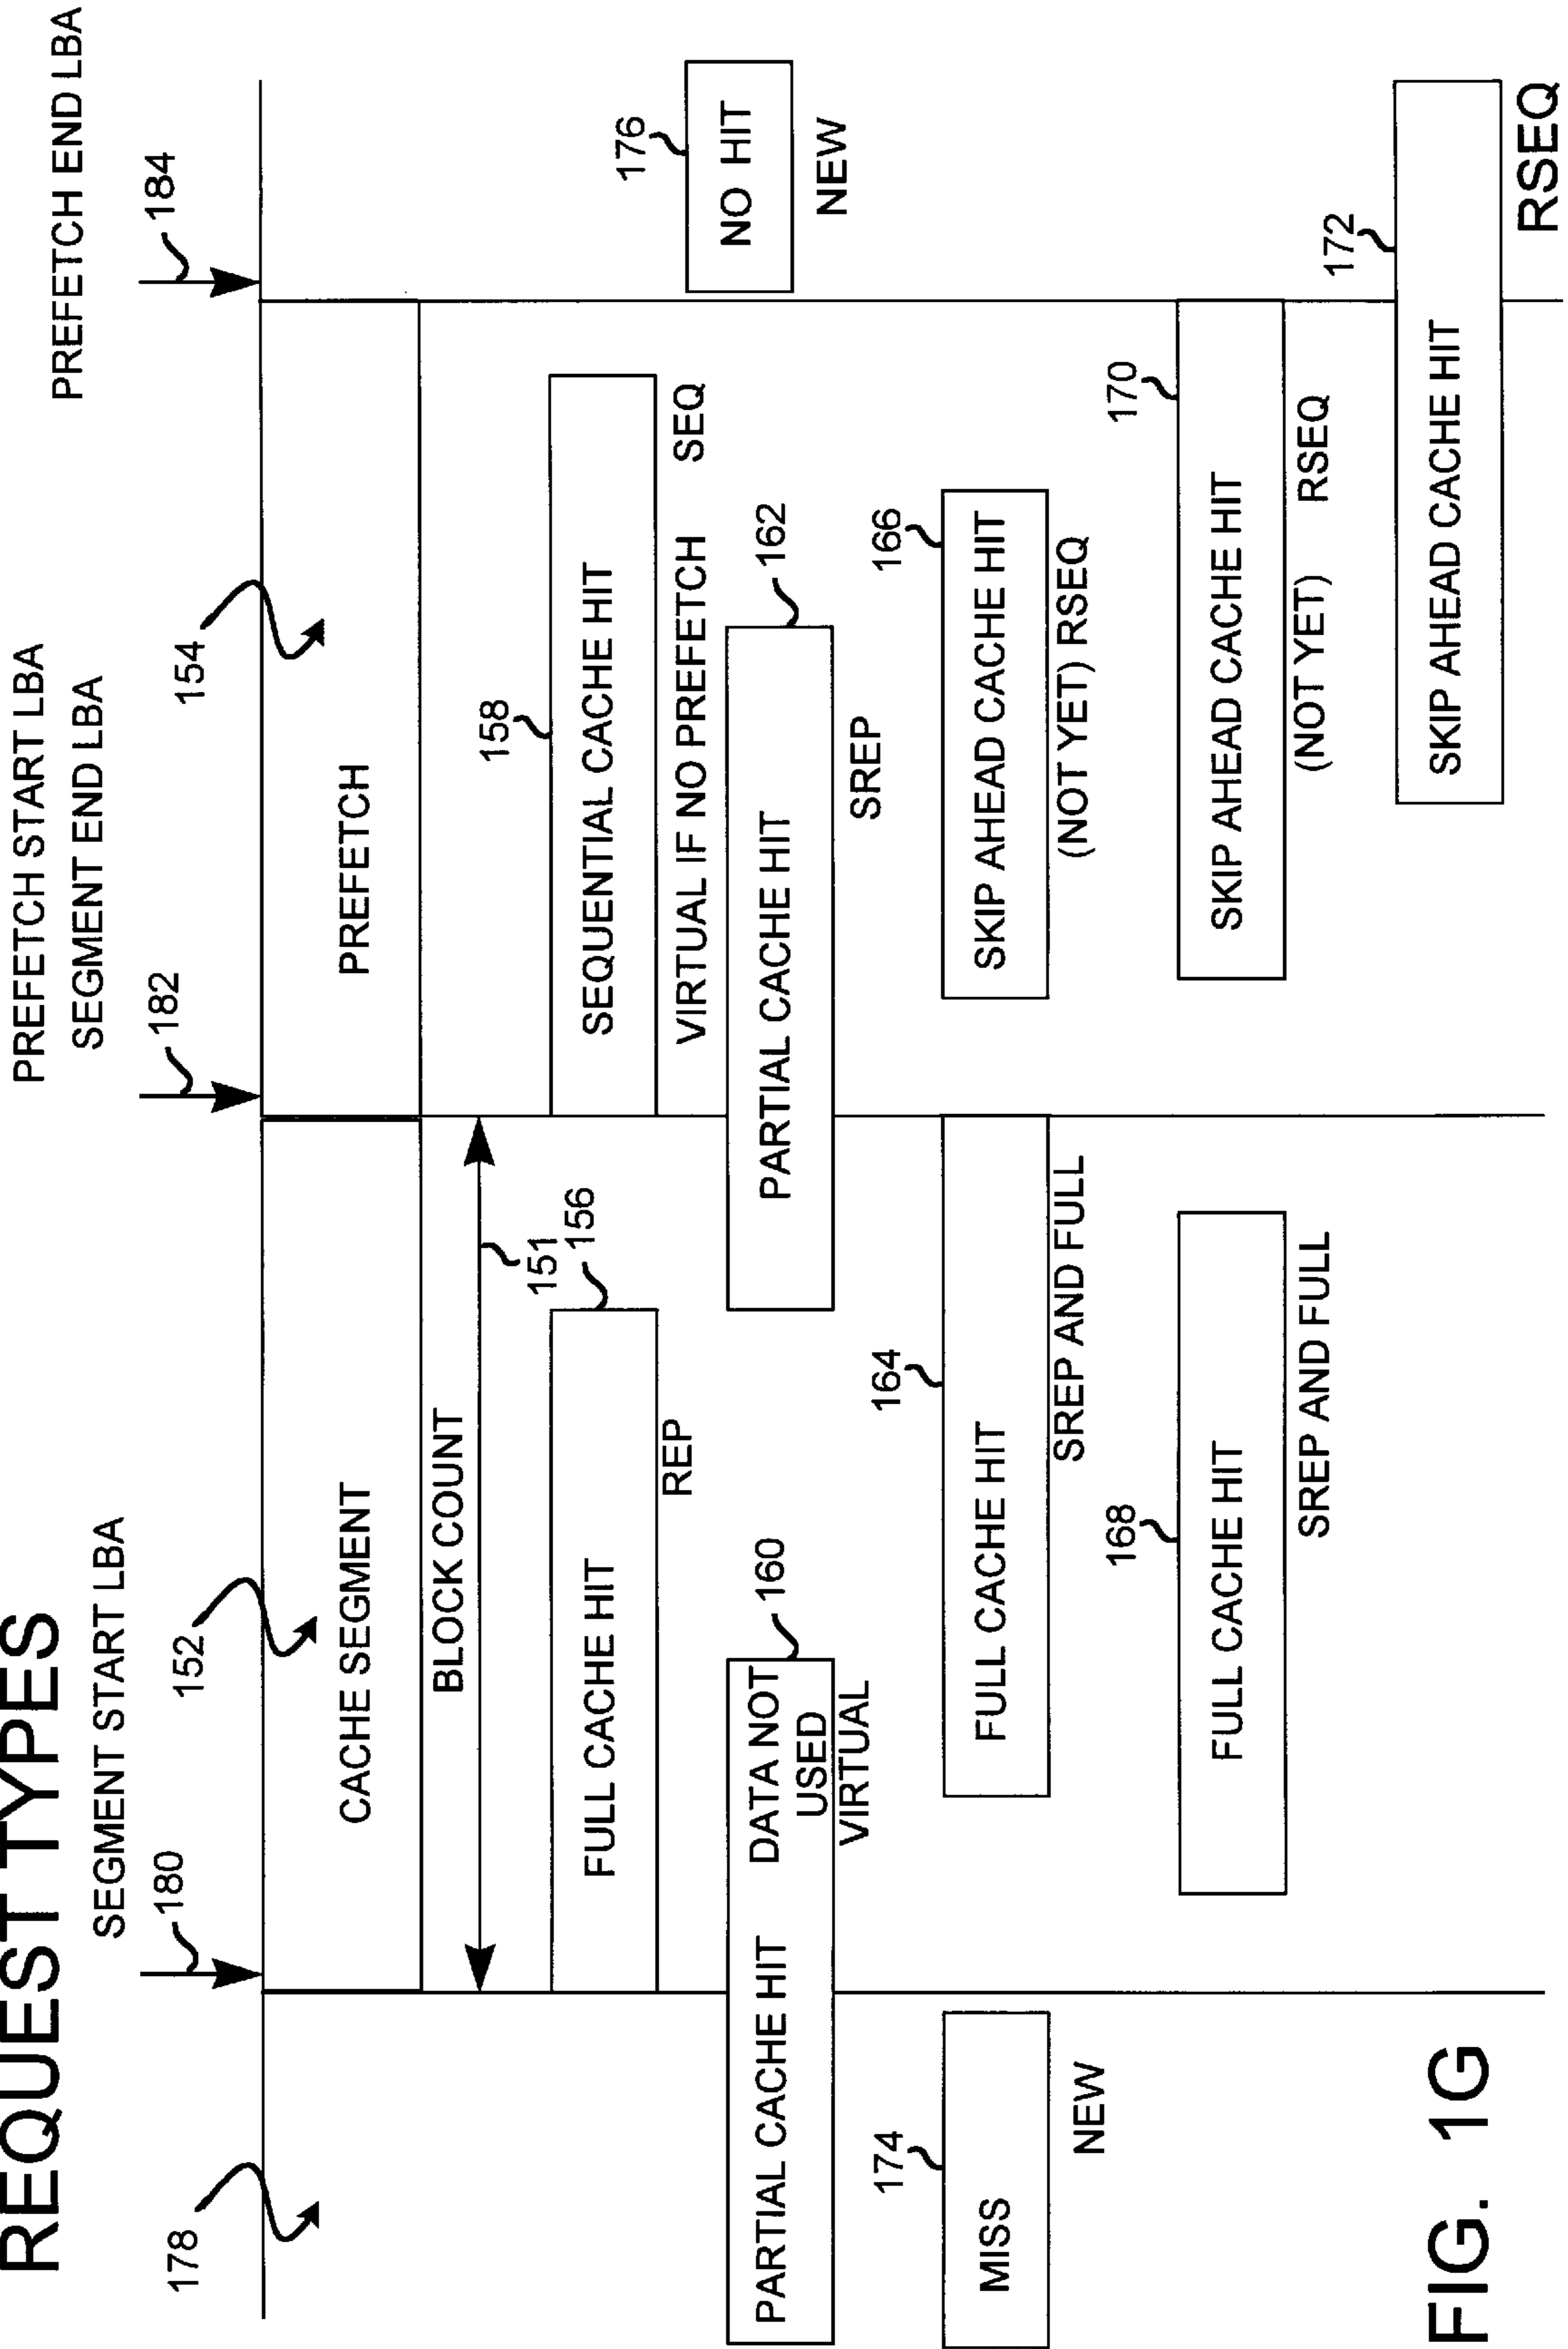 REQUEST TYPES
PREFETCH START LBA
SEGMENT START LBA
SEGMENT END LBA
PREFETCH END LBA
178
180
152
182
154
184
CACHE SEGMENT
PREFETCH
BLOCK COUNT
151
156
158
FULL CACHE HIT
SEQUENTIAL CACHE HIT
REP
VIRTUAL IF NO PREFETCH
SEQ
176
NO HIT
NEW
160
162
PARTIAL CACHE HIT
DATA NOT
USED
VIRTUAL
PARTIAL CACHE HIT
SREP
174
164
166
MISS
FULL CACHE HIT
SKIP AHEAD CACHE HIT
NEW
SREP AND FULL
(NOT YET) RSEQ
168
170
FULL CACHE HIT
SKIP AHEAD CACHE HIT
SREP AND FULL
(NOT YET)
RSEQ
172
SKIP AHEAD CACHE HIT
RSEQ
FIG. 1G